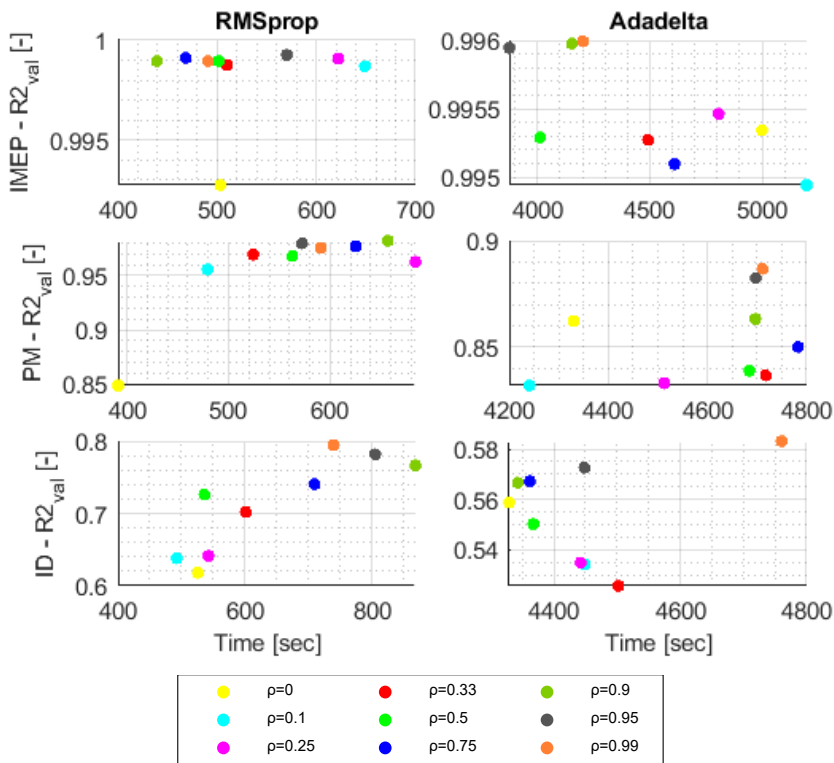 RMSprop
Adadelta
IMEP - R2_val [-]
1
0.995
400 500 600 700
0.996
0.9955
0.995
4000 4500 5000
PM - R2_val [-]
0.95
0.9
0.85
500 600
0.9
0.85
4200 4400 4600 4800
ID - R2_val [-]
0.8
0.7
0.6
400 600 800
Time [sec]
0.58
0.56
0.54
4400 4600 4800
Time [sec]
ρ=0 ρ=0.33 ρ=0.9
ρ=0.1 ρ=0.5 ρ=0.95
ρ=0.25 ρ=0.75 ρ=0.99